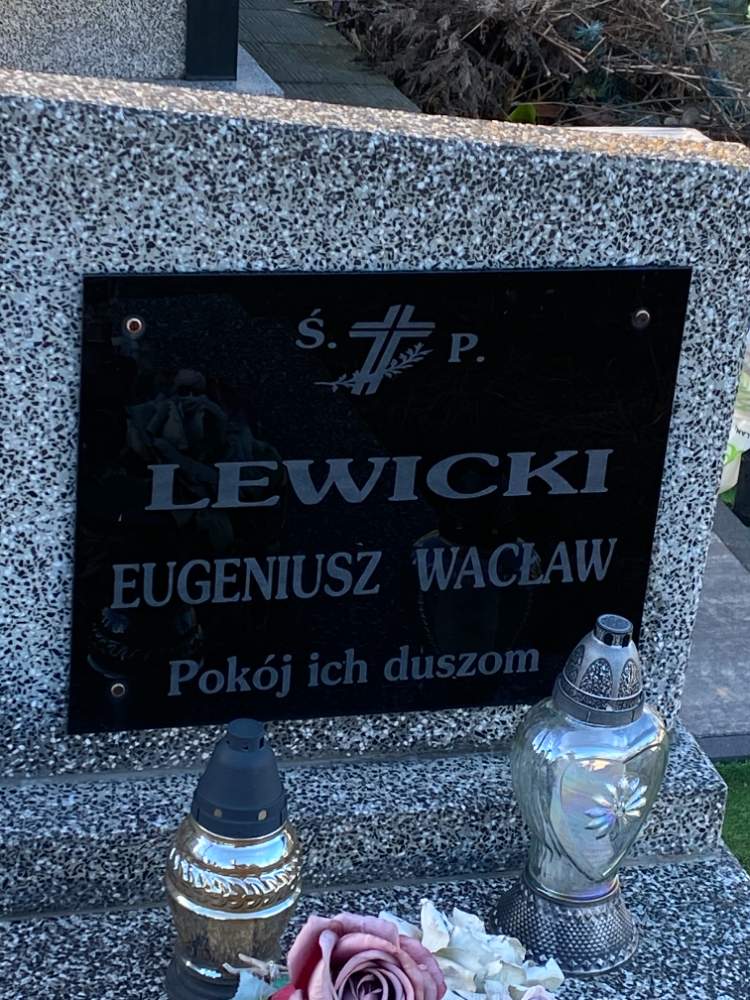 Ś. P.
LEWICKI
EUGENIUSZ WACŁAW
Pokój ich duszom